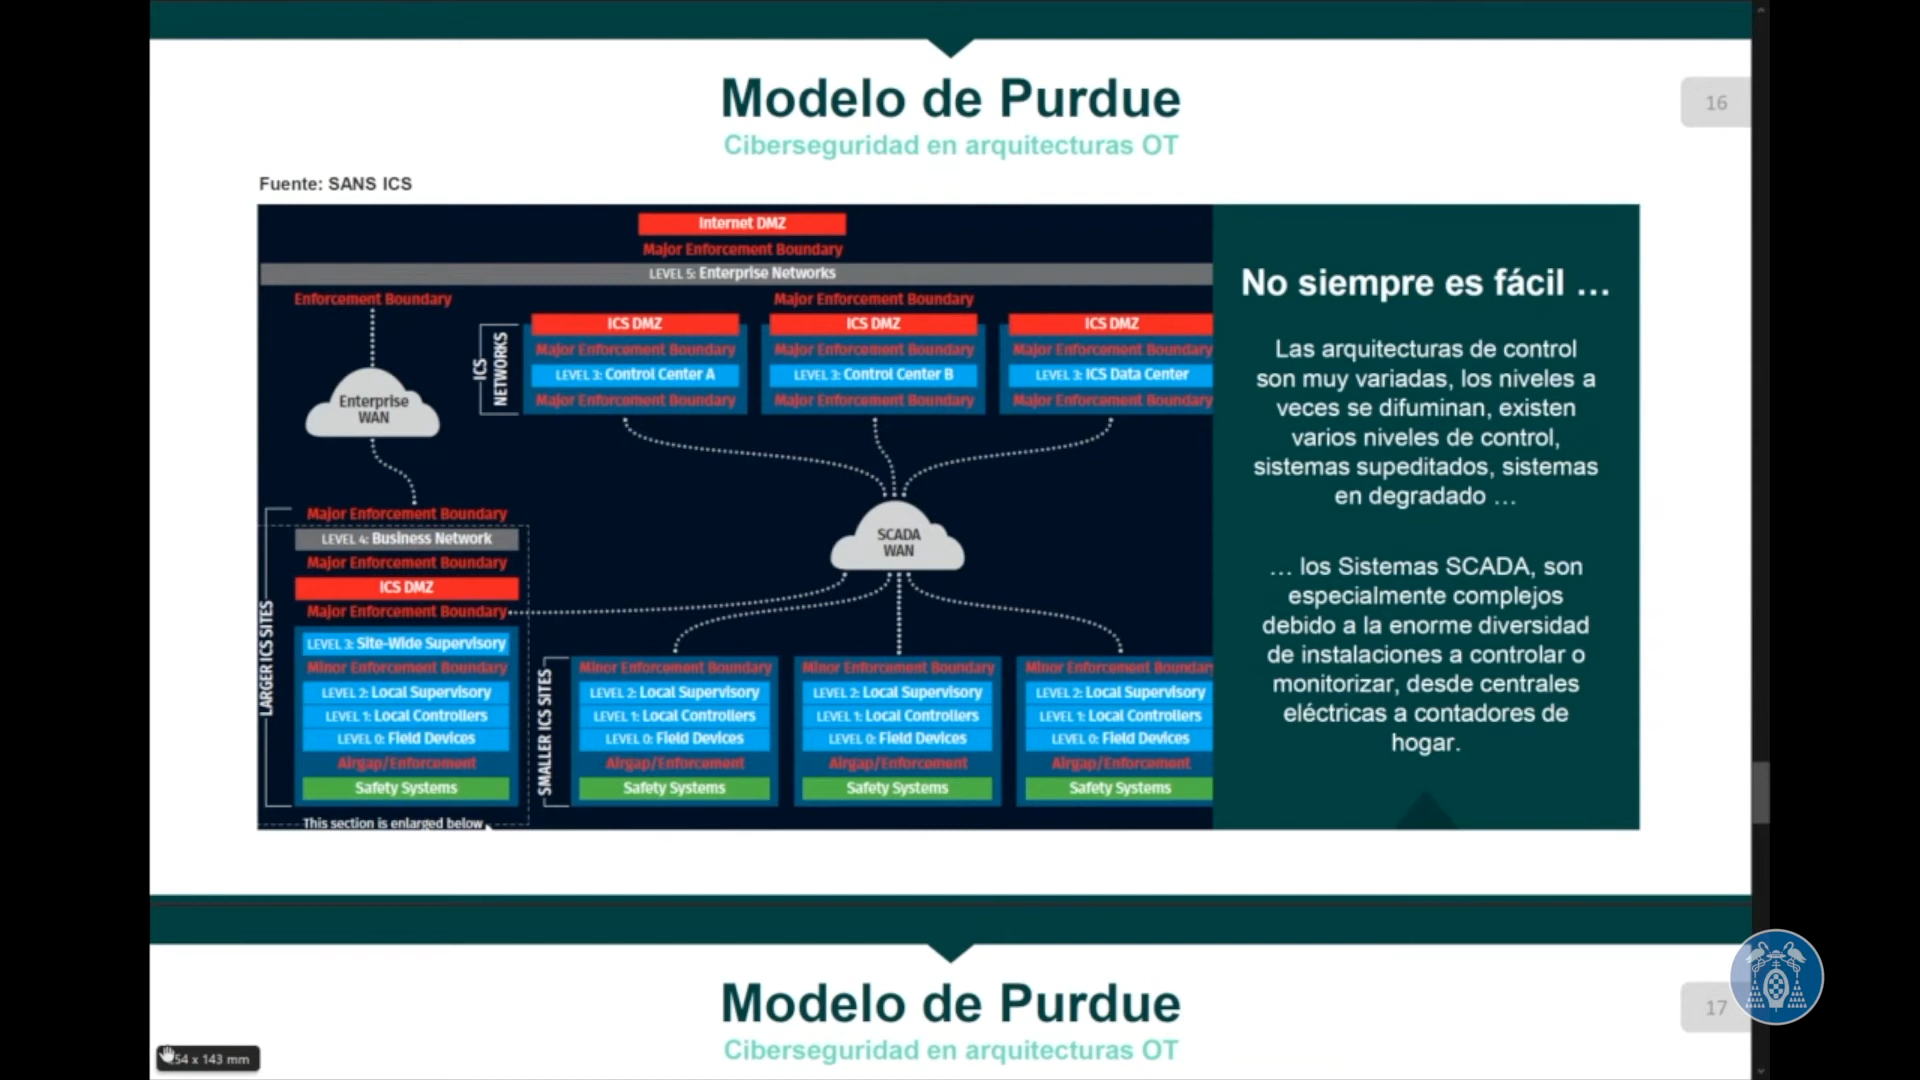 Modelo de Purdue
16
Ciberseguridad en arquitecturas OT
Fuente: SANS ICS
Internet DMZ
Major Enforcement Boundary
LEVEL 5: Enterprise Networks
Enforcement Boundary
Major Enforcement Boundary
ICS NETWORKS
ICS DMZ
Major Enforcement Boundary
LEVEL 3: Control Center A
Major Enforcement Boundary
ICS DMZ
Major Enforcement Boundary
LEVEL 3: Control Center B
Major Enforcement Boundary
ICS DMZ
Major Enforcement Boundary
LEVEL 3: ICS Data Center
Major Enforcement Boundary
Enterprise
WAN
SCADA
WAN
LARGER ICS SITES
Major Enforcement Boundary
LEVEL 4: Business Network
Major Enforcement Boundary
ICS DMZ
Major Enforcement Boundary
LEVEL 3: Site-Wide Supervisory
Minor Enforcement Boundary
LEVEL 2: Local Supervisory
LEVEL 1: Local Controllers
LEVEL 0: Field Devices
Airgap/Enforcement
Safety Systems
This section is enlarged below
SMALLER ICS SITES
Minor Enforcement Boundary
LEVEL 2: Local Supervisory
LEVEL 1: Local Controllers
LEVEL 0: Field Devices
Airgap/Enforcement
Safety Systems
Minor Enforcement Boundary
LEVEL 2: Local Supervisory
LEVEL 1: Local Controllers
LEVEL 0: Field Devices
Airgap/Enforcement
Safety Systems
Minor Enforcement Boundary
LEVEL 2: Local Supervisory
LEVEL 1: Local Controllers
LEVEL 0: Field Devices
Airgap/Enforcement
Safety Systems
No siempre es fácil …
Las arquitecturas de control
son muy variadas, los niveles a
veces se difuminan, existen
varios niveles de control,
sistemas supeditados, sistemas
en degradado …
… los Sistemas SCADA, son
especialmente complejos
debido a la enorme diversidad
de instalaciones a controlar o
monitorizar, desde centrales
eléctricas a contadores de
hogar.
Modelo de Purdue
17
Ciberseguridad en arquitecturas OT
54 x 143 mm